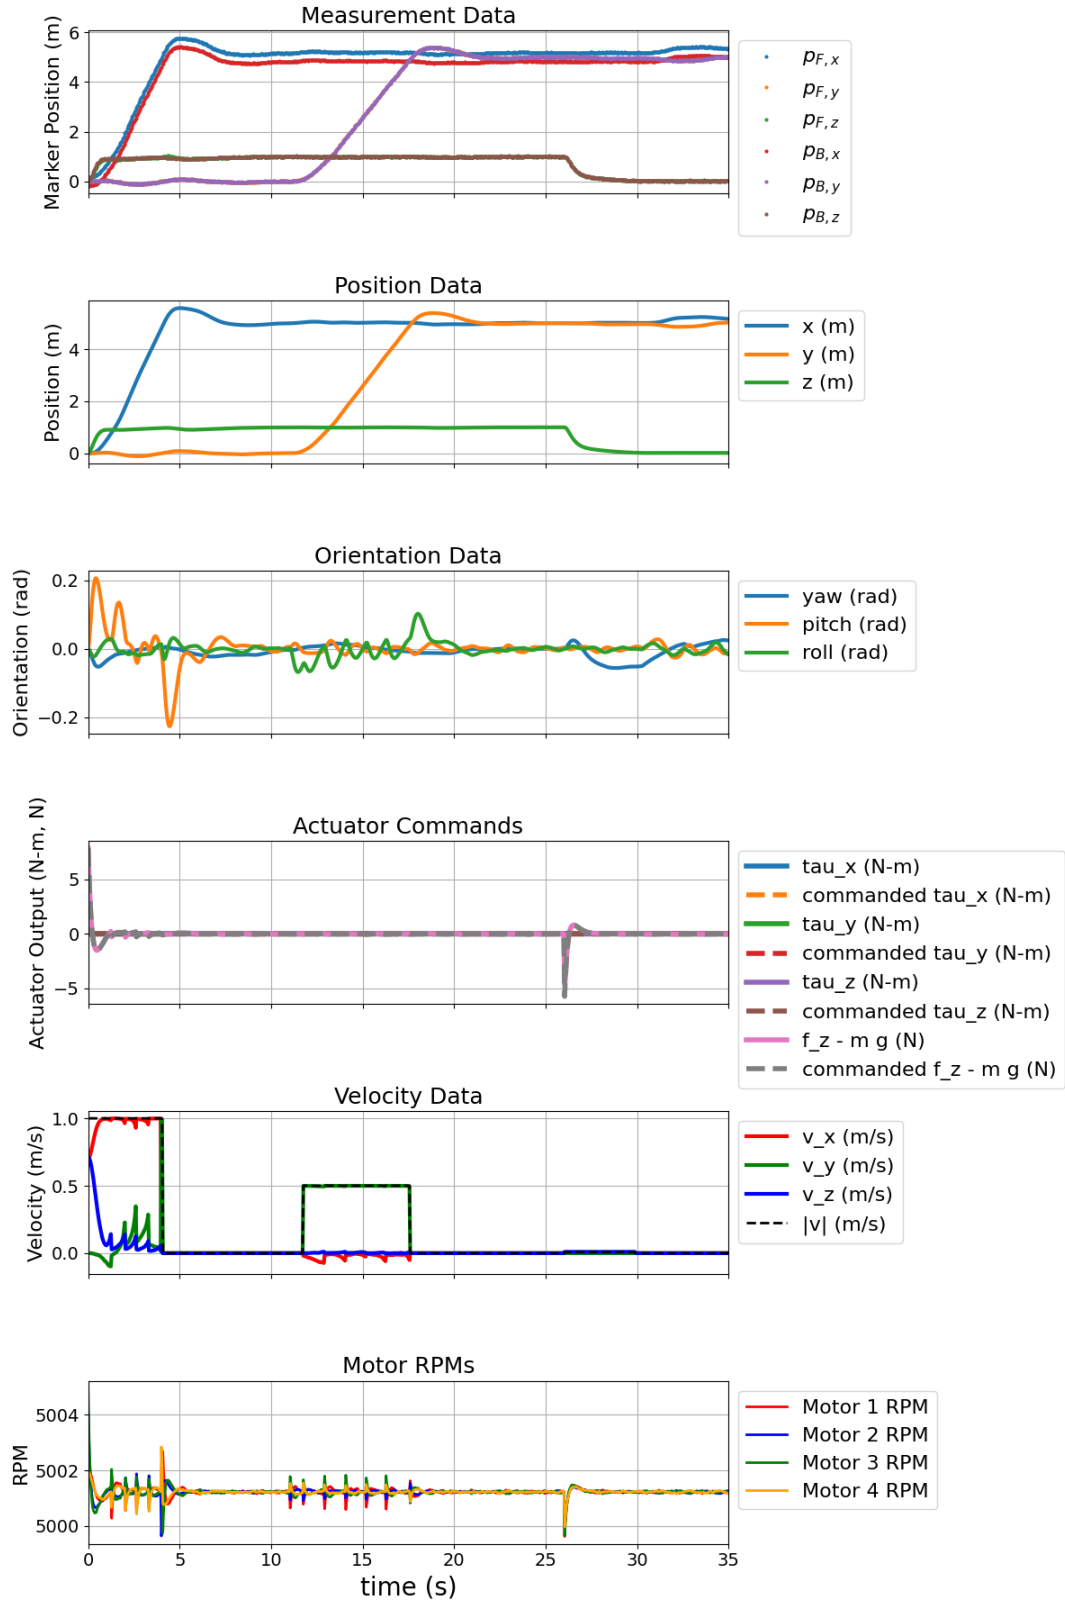 Measurement Data
Marker Position (m)
6
4
2
0
p_{F,x}
p_{F,y}
p_{F,z}
p_{B,x}
p_{B,y}
p_{B,z}
Position Data
Position (m)
4
2
0
x (m)
y (m)
z (m)
Orientation Data
Orientation (rad)
0.2
0.0
−0.2
yaw (rad)
pitch (rad)
roll (rad)
Actuator Commands
Actuator Output (N-m, N)
5
0
−5
tau_x (N-m)
commanded tau_x (N-m)
tau_y (N-m)
commanded tau_y (N-m)
tau_z (N-m)
commanded tau_z (N-m)
f_z - m g (N)
commanded f_z - m g (N)
Velocity Data
Velocity (m/s)
1.0
0.5
0.0
v_x (m/s)
v_y (m/s)
v_z (m/s)
|v| (m/s)
Motor RPMs
RPM
5004
5002
5000
Motor 1 RPM
Motor 2 RPM
Motor 3 RPM
Motor 4 RPM
0 5 10 15 20 25 30 35
time (s)